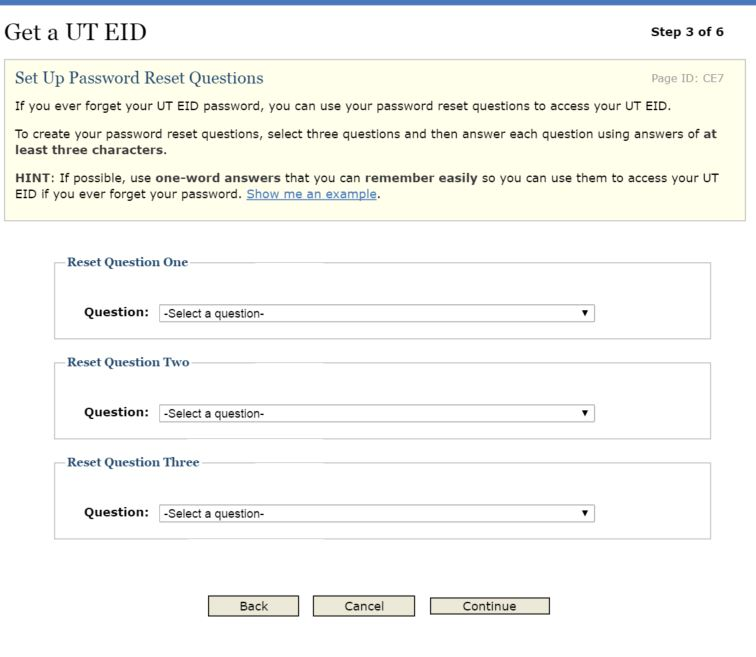 Get a UT EID
Step 3 of 6
Set Up Password Reset Questions
Page ID: CE7
If you ever forget your UT EID password, you can use your password reset questions to access your UT EID.
To create your password reset questions, select three questions and then answer each question using answers of at
least three characters.
HINT: If possible, use one-word answers that you can remember easily so you can use them to access your UT
EID if you ever forget your password. Show me an example.
Reset Question One
Question: -Select a question-
Reset Question Two
Question: -Select a question-
Reset Question Three
Question: -Select a question-
Back Cancel Continue